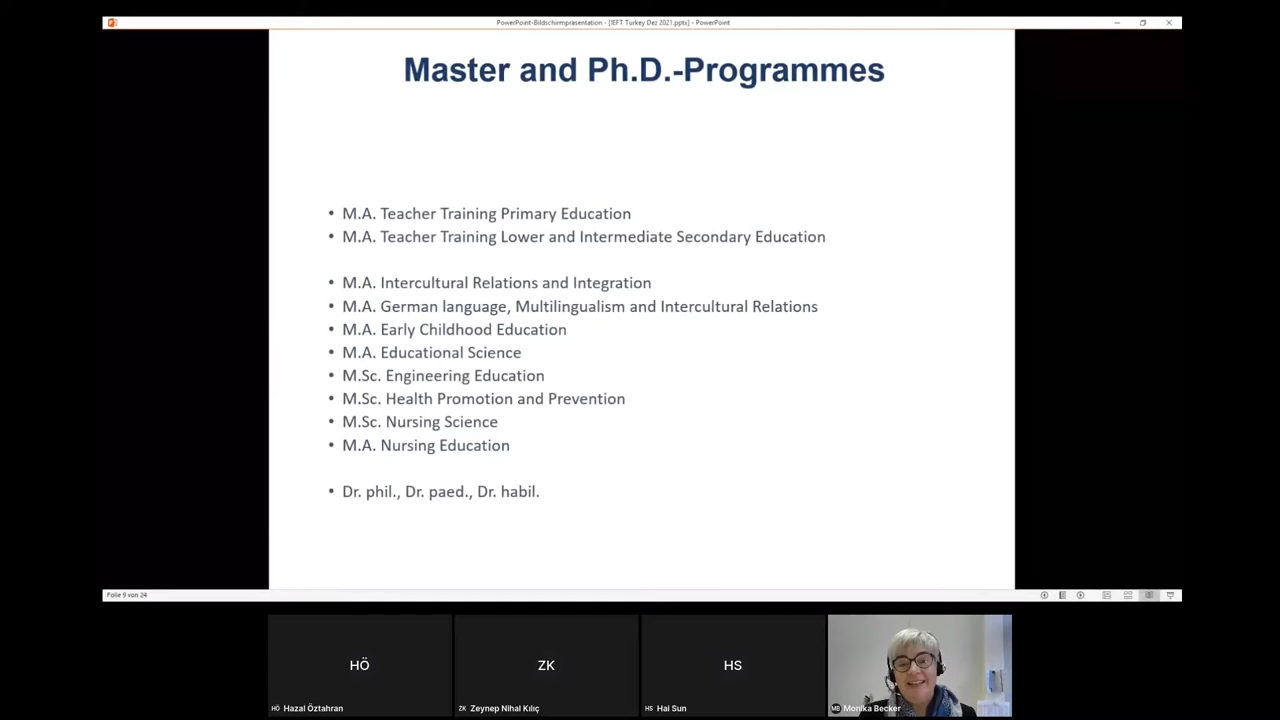 PowerPoint-Bildschirmpräsentation - [IEFT Turkey Dez 2021.pptx] - PowerPoint
Master and Ph.D.-Programmes
• M.A. Teacher Training Primary Education
• M.A. Teacher Training Lower and Intermediate Secondary Education
• M.A. Intercultural Relations and Integration
• M.A. German language, Multilingualism and Intercultural Relations
• M.A. Early Childhood Education
• M.A. Educational Science
• M.Sc. Engineering Education
• M.Sc. Health Promotion and Prevention
• M.Sc. Nursing Science
• M.A. Nursing Education
• Dr. phil., Dr. paed., Dr. habil.
Folie 9 von 24
HÖ
ZK
HS
HÖ Hazal Öztahran
ZK Zeynep Nihal Kılıç
HS Hai Sun
MB Monika Becker